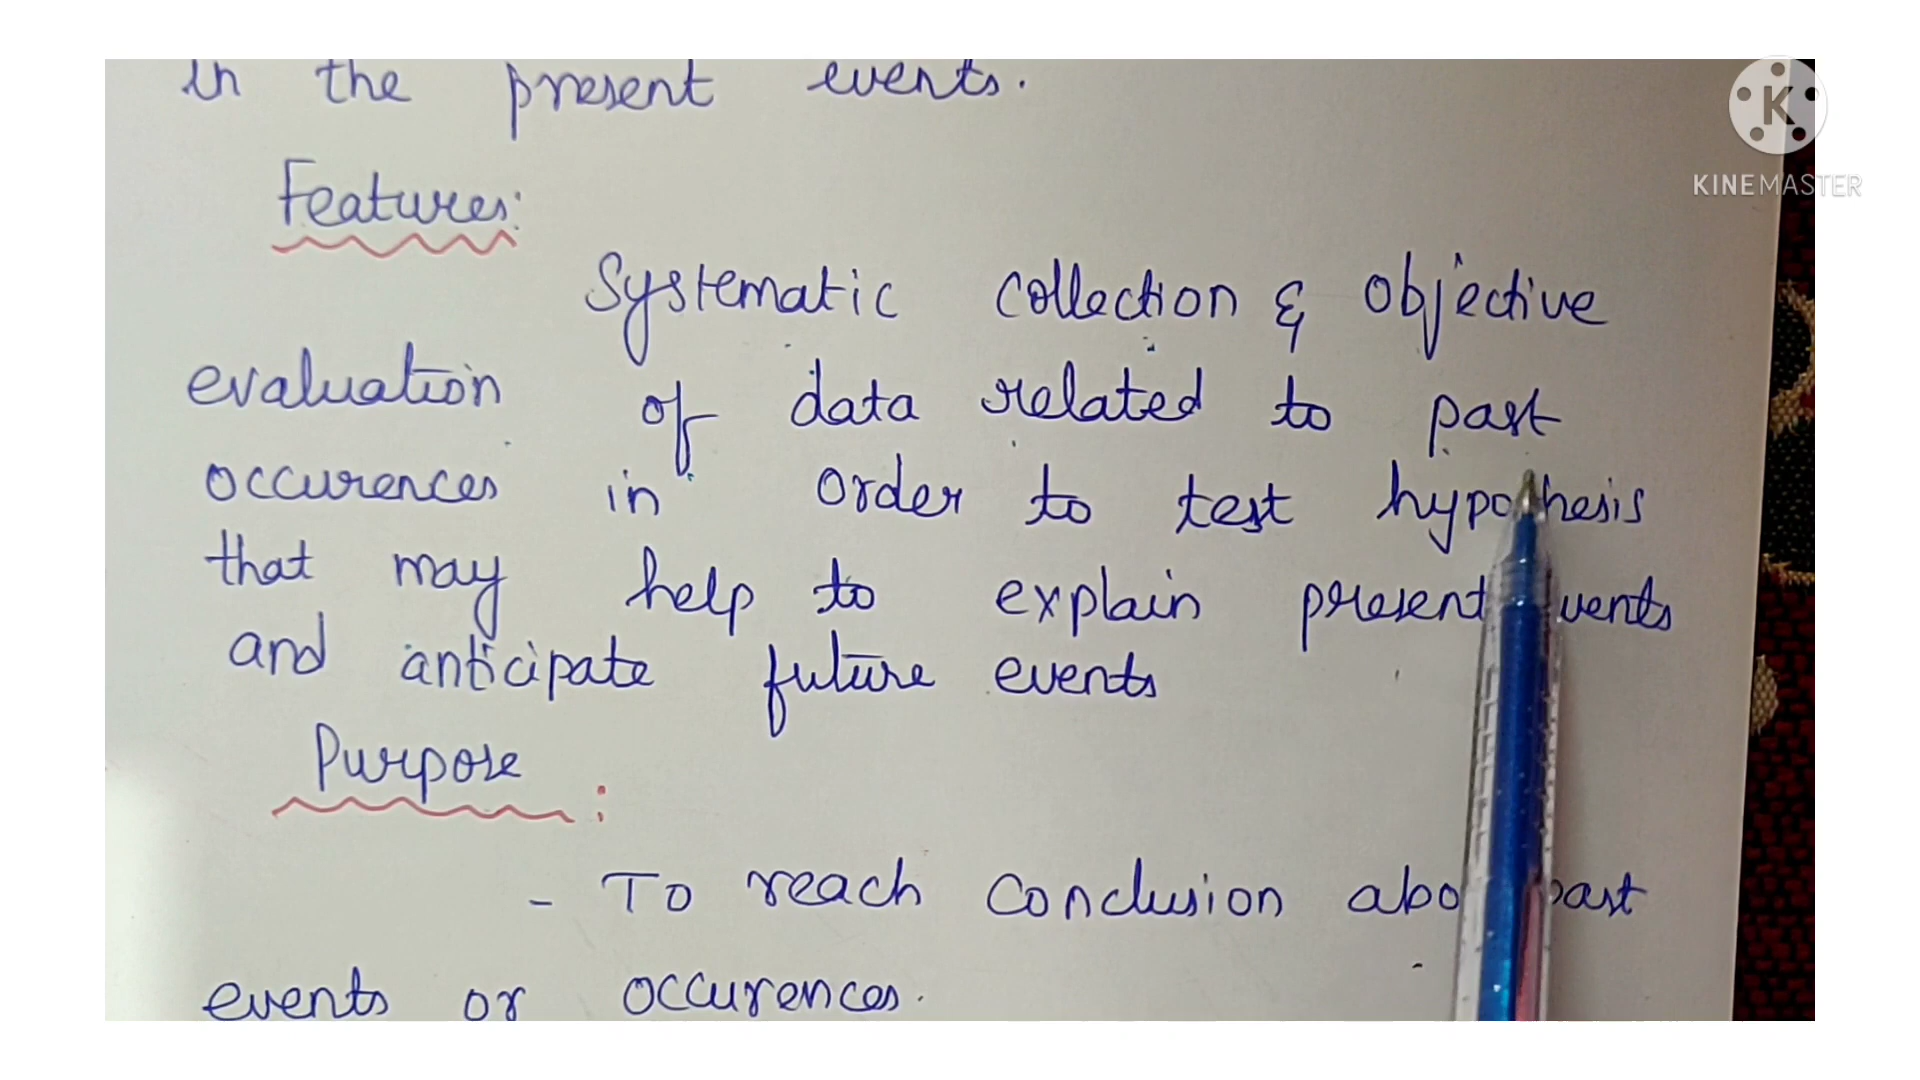 in the present events.
Features:
Systematic collection & objective
evaluation of data related to past
occurences in order to test hypothesis
that may help to explain present events
and anticipate future events
Purpose :
- To reach conclusion past
events or occurences.
K
KINEMASTER